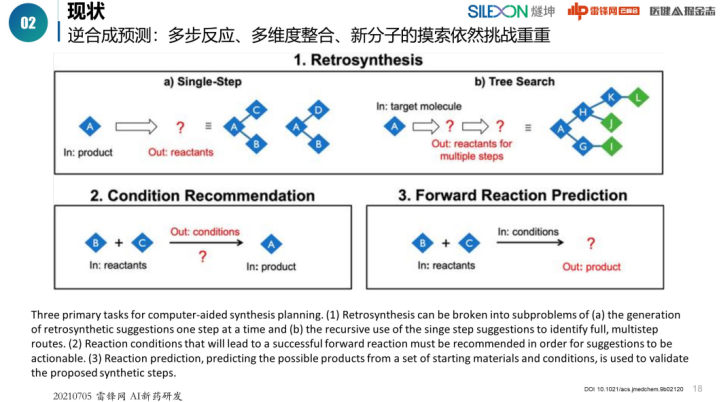 02
现状
SILEXON 燧坤
雷锋网
医健AI掘金志
逆合成预测：多步反应、多维度整合、新分子的摸索依然挑战重重
1. Retrosynthesis
a) Single-Step
b) Tree Search
In: target molecule
A
?
≡
A
C
B
A
D
B
In: product
Out: reactants
A
?
?
≡
A
H
G
K
J
I
L
Out: reactants for
multiple steps
2. Condition Recommendation
B + C
Out: conditions
?
A
In: reactants
In: product
3. Forward Reaction Prediction
B + C
In: conditions
?
In: reactants
Out: product
Three primary tasks for computer-aided synthesis planning. (1) Retrosynthesis can be broken into subproblems of (a) the generation
of retrosynthetic suggestions one step at a time and (b) the recursive use of the singe step suggestions to identify full, multistep
routes. (2) Reaction conditions that will lead to a successful forward reaction must be recommended in order for suggestions to be
actionable. (3) Reaction prediction, predicting the possible products from a set of starting materials and conditions, is used to validate
the proposed synthetic steps.
DOI 10.1021/acs.jmedchem.9b02120
18
20210705 雷锋网 AI新药研发